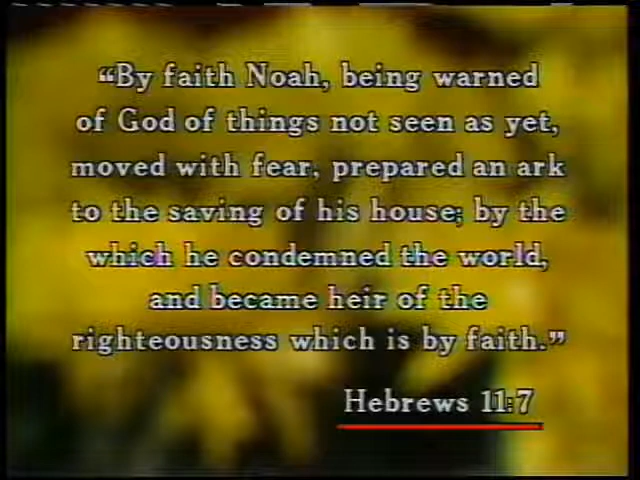 “By faith Noah, being warned
of God of things not seen as yet,
moved with fear, prepared an ark
to the saving of his house; by the
which he condemned the world,
and became heir of the
righteousness which is by faith.”
Hebrews 11:7